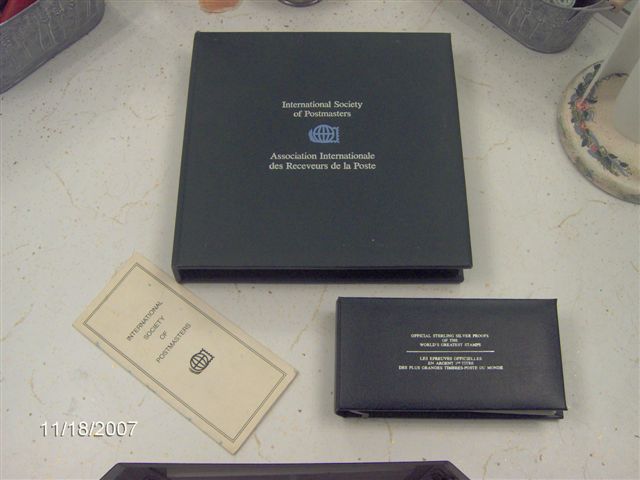 International Society
of Postmasters
Association Internationale
des Receveurs de la Poste
INTERNATIONAL
SOCIETY
OF
POSTMASTERS
OFFICIAL STERLING SILVER PROOFS
OF THE
WORLD'S GREATEST STAMPS
LES EPREUVES OFFICIELLES
EN ARGENT 1er TITRE
DES PLUS GRANDES TIMBRES-POSTE DU MONDE
11/18/2007